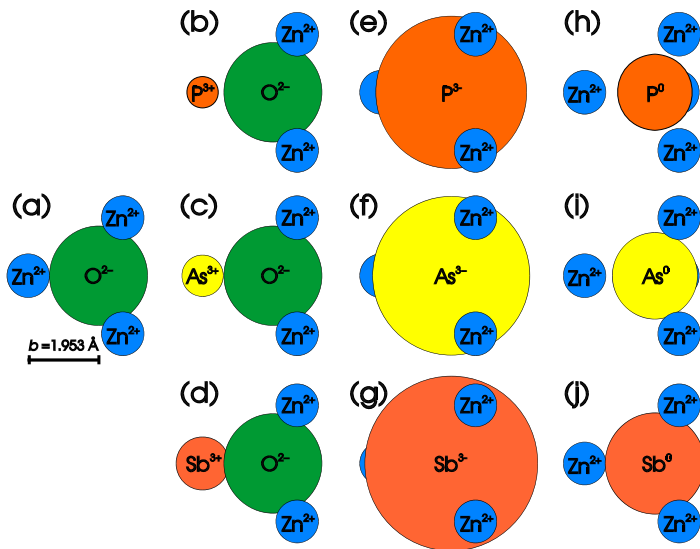 (b)
Zn²⁺
P³⁺
O²⁻
Zn²⁺
(e)
Zn²⁺
P³⁻
Zn²⁺
(h)
Zn²⁺
Zn²⁺
P⁰
Zn²⁺
(a)
Zn²⁺
Zn²⁺
O²⁻
Zn²⁺
b=1.953 Å
(c)
Zn²⁺
As³⁺
O²⁻
Zn²⁺
(f)
Zn²⁺
As³⁻
Zn²⁺
(i)
Zn²⁺
Zn²⁺
As⁰
Zn²⁺
(d)
Zn²⁺
Sb³⁺
O²⁻
Zn²⁺
(g)
Zn²⁺
Sb³⁻
Zn²⁺
(j)
Zn²⁺
Zn²⁺
Sb⁰
Zn²⁺